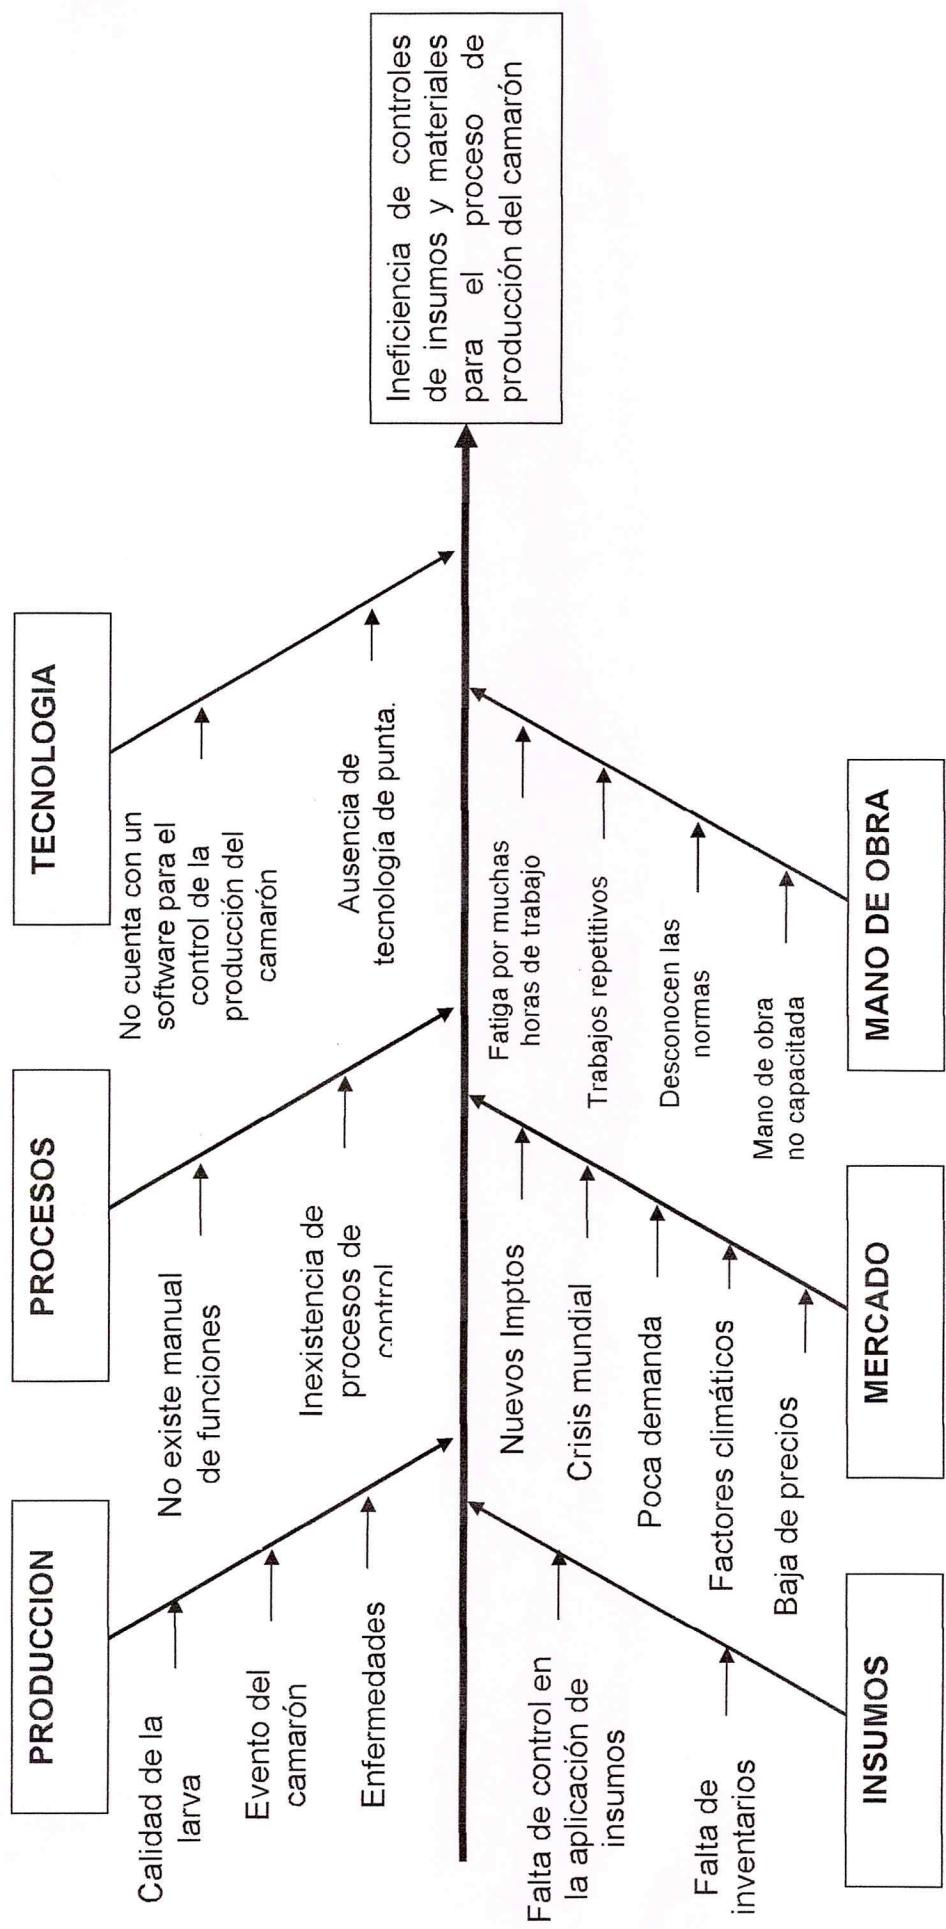 PRODUCCION
Calidad de la
larva
Evento del
camarón
Enfermedades
PROCESOS
No existe manual
de funciones
Inexistencia de
procesos de
control
TECNOLOGIA
No cuenta con un
software para el
control de la
producción del
camarón
Ausencia de
tecnología de punta.
Ineficiencia de controles
de insumos y materiales
para el proceso de
producción del camarón
INSUMOS
Falta de control en
la aplicación de
insumos
Falta de
inventarios
MERCADO
Nuevos Imptos
Crisis mundial
Poca demanda
Factores climáticos
Baja de precios
MANO DE OBRA
Fatiga por muchas
horas de trabajo
Trabajos repetitivos
Desconocen las
normas
Mano de obra
no capacitada